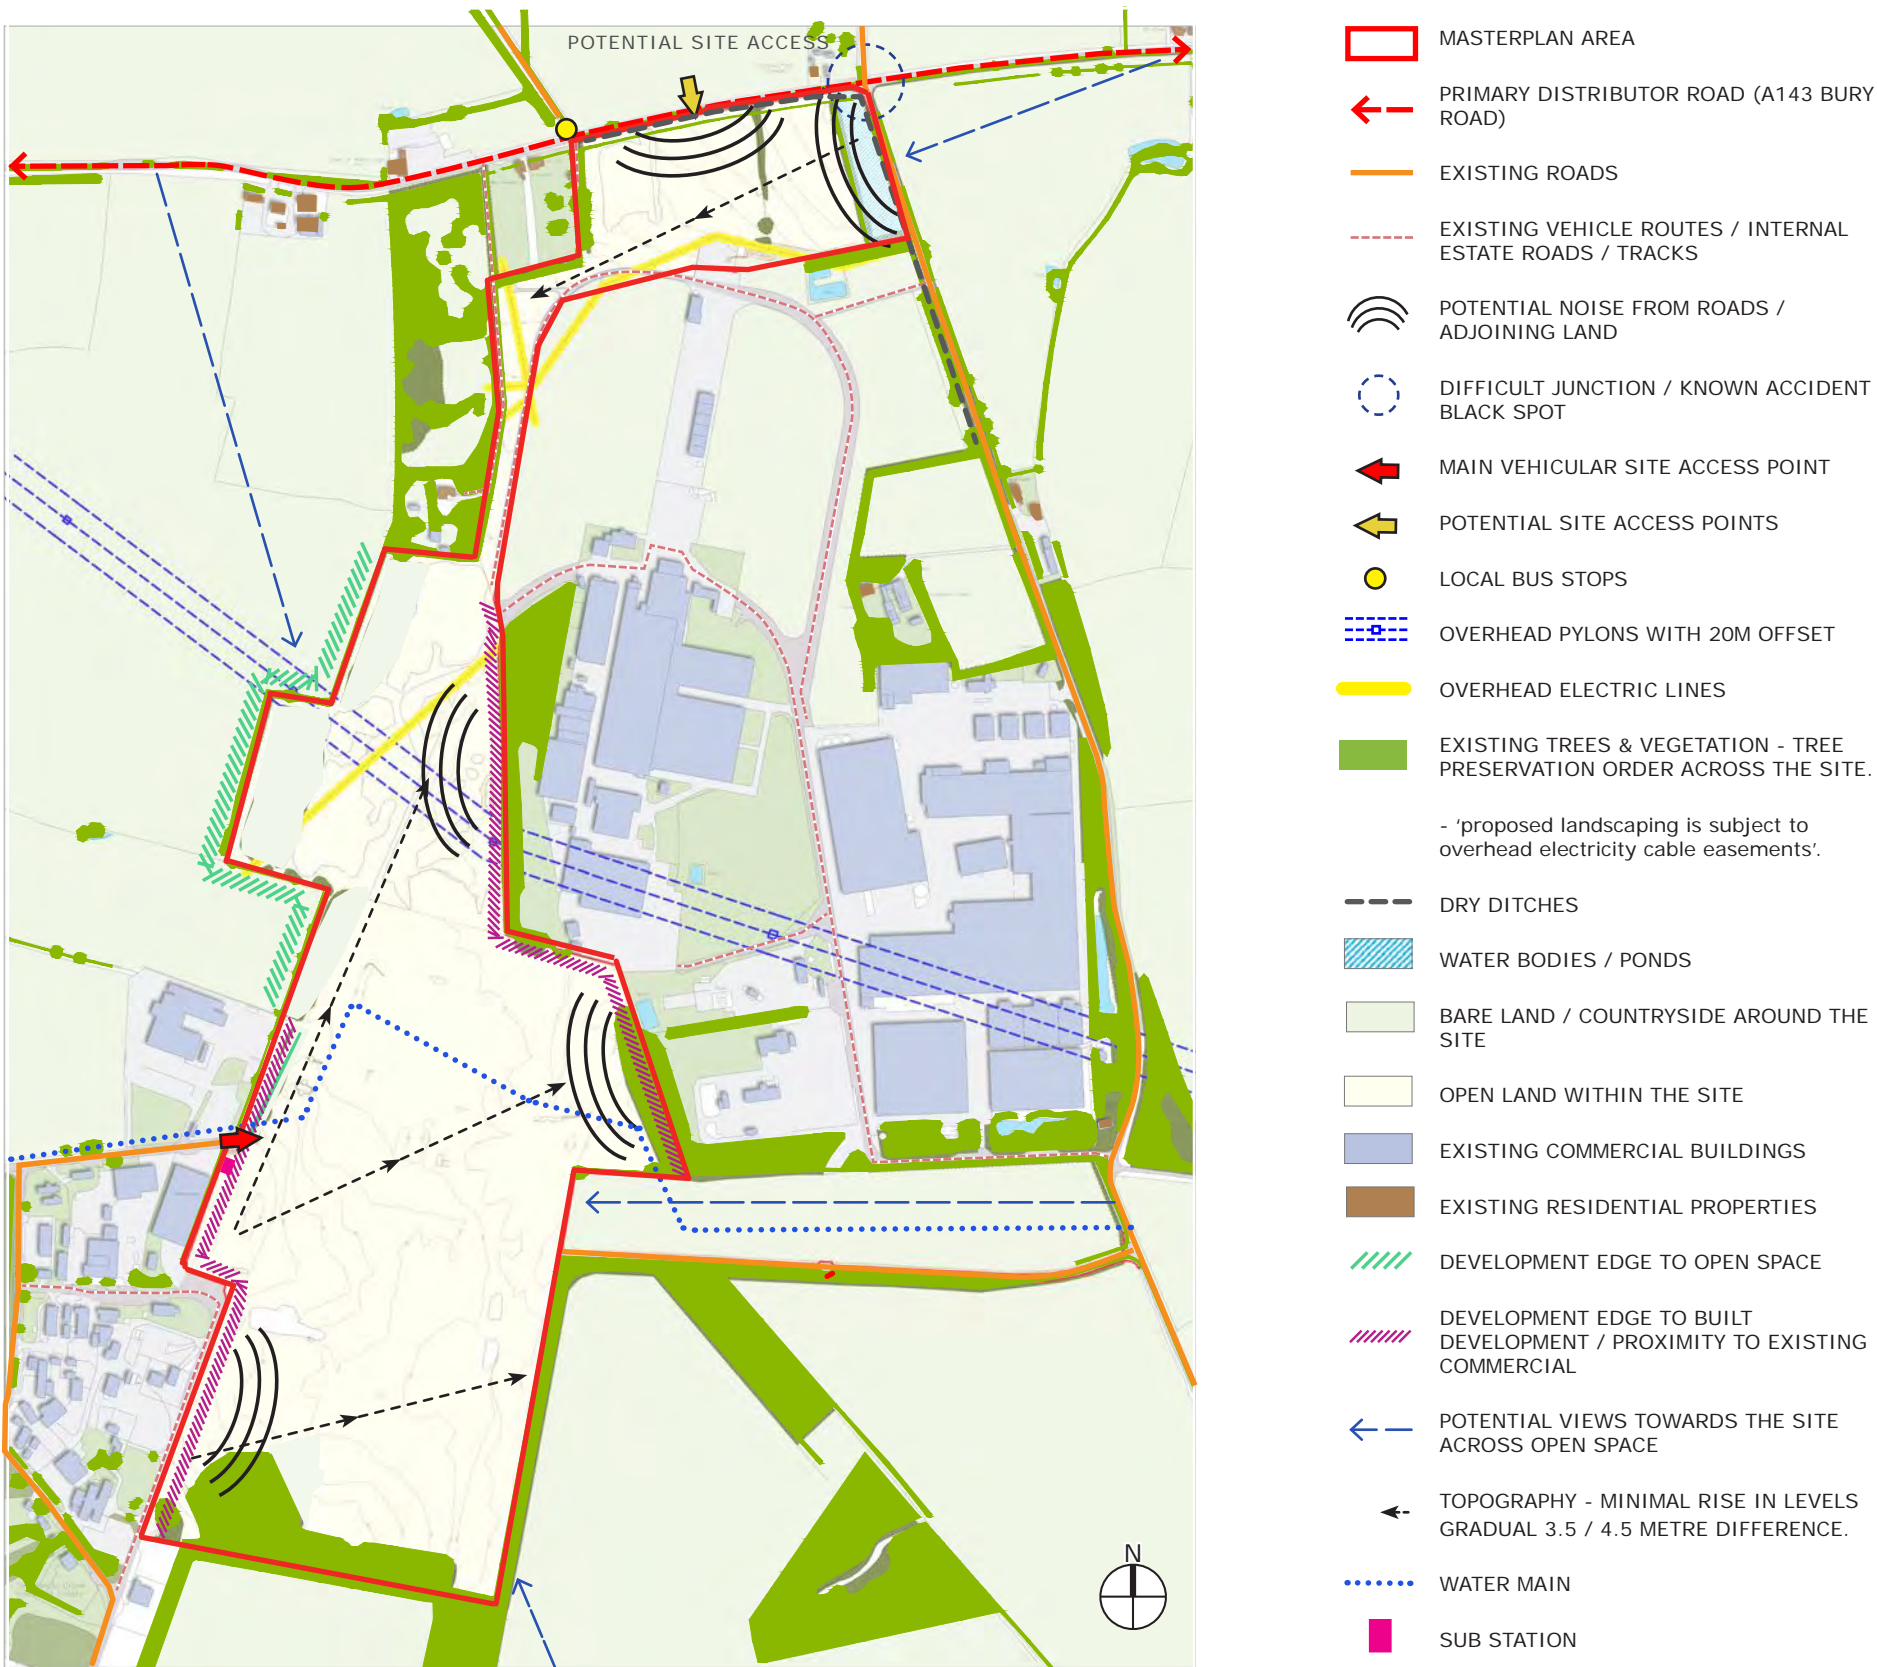 POTENTIAL SITE ACCESS
N
MASTERPLAN AREA
PRIMARY DISTRIBUTOR ROAD (A143 BURY
ROAD)
EXISTING ROADS
EXISTING VEHICLE ROUTES / INTERNAL
ESTATE ROADS / TRACKS
POTENTIAL NOISE FROM ROADS /
ADJOINING LAND
DIFFICULT JUNCTION / KNOWN ACCIDENT
BLACK SPOT
MAIN VEHICULAR SITE ACCESS POINT
POTENTIAL SITE ACCESS POINTS
LOCAL BUS STOPS
OVERHEAD PYLONS WITH 20M OFFSET
OVERHEAD ELECTRIC LINES
EXISTING TREES & VEGETATION - TREE
PRESERVATION ORDER ACROSS THE SITE.
- ‘proposed landscaping is subject to
overhead electricity cable easements’.
DRY DITCHES
WATER BODIES / PONDS
BARE LAND / COUNTRYSIDE AROUND THE
SITE
OPEN LAND WITHIN THE SITE
EXISTING COMMERCIAL BUILDINGS
EXISTING RESIDENTIAL PROPERTIES
DEVELOPMENT EDGE TO OPEN SPACE
DEVELOPMENT EDGE TO BUILT
DEVELOPMENT / PROXIMITY TO EXISTING
COMMERCIAL
POTENTIAL VIEWS TOWARDS THE SITE
ACROSS OPEN SPACE
TOPOGRAPHY - MINIMAL RISE IN LEVELS
GRADUAL 3.5 / 4.5 METRE DIFFERENCE.
WATER MAIN
SUB STATION